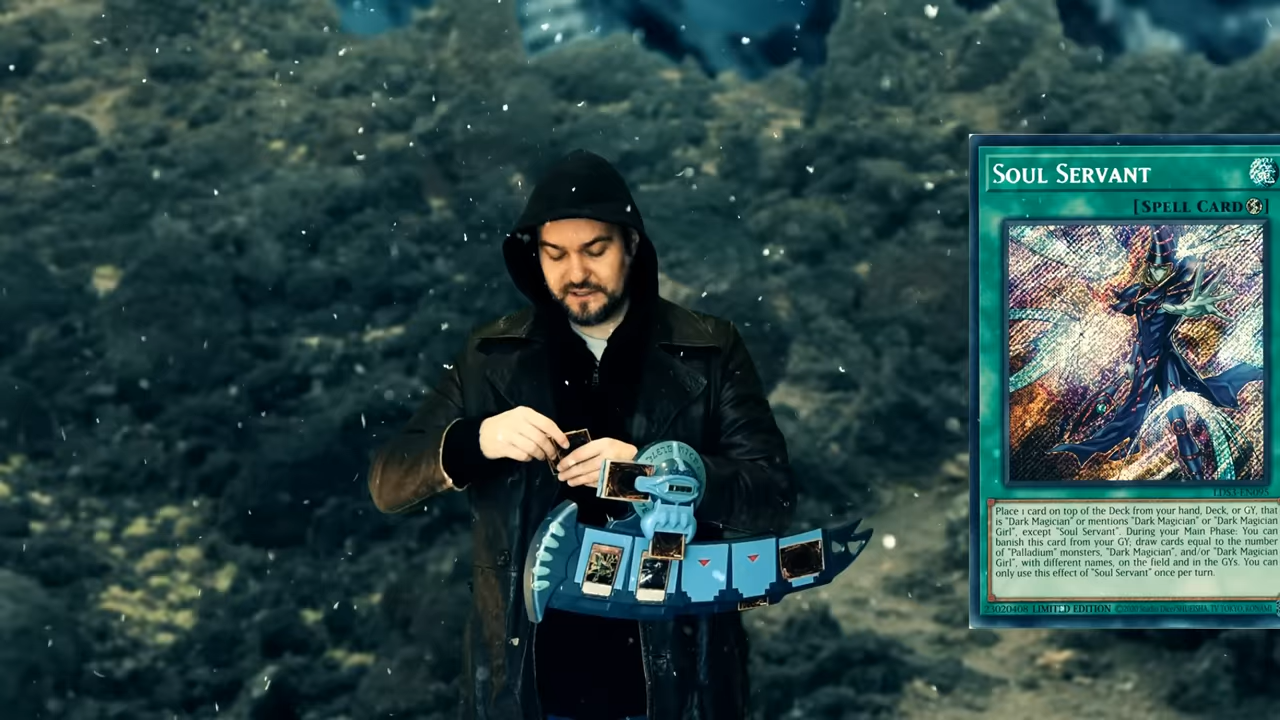 SOUL SERVANT
[SPELL CARD ]
LDS3-EN095
Place 1 card on top of the Deck from your hand, Deck, or GY, that
is "Dark Magician" or mentions "Dark Magician" or "Dark Magician
Girl", except "Soul Servant". During your Main Phase: You can
banish this card from your GY; draw cards equal to the number
of "Palladium" monsters, "Dark Magician", and/or "Dark Magician
Girl", with different names, on the field and in the GYs. You can
only use this effect of "Soul Servant" once per turn.
23020408 LIMITED EDITION